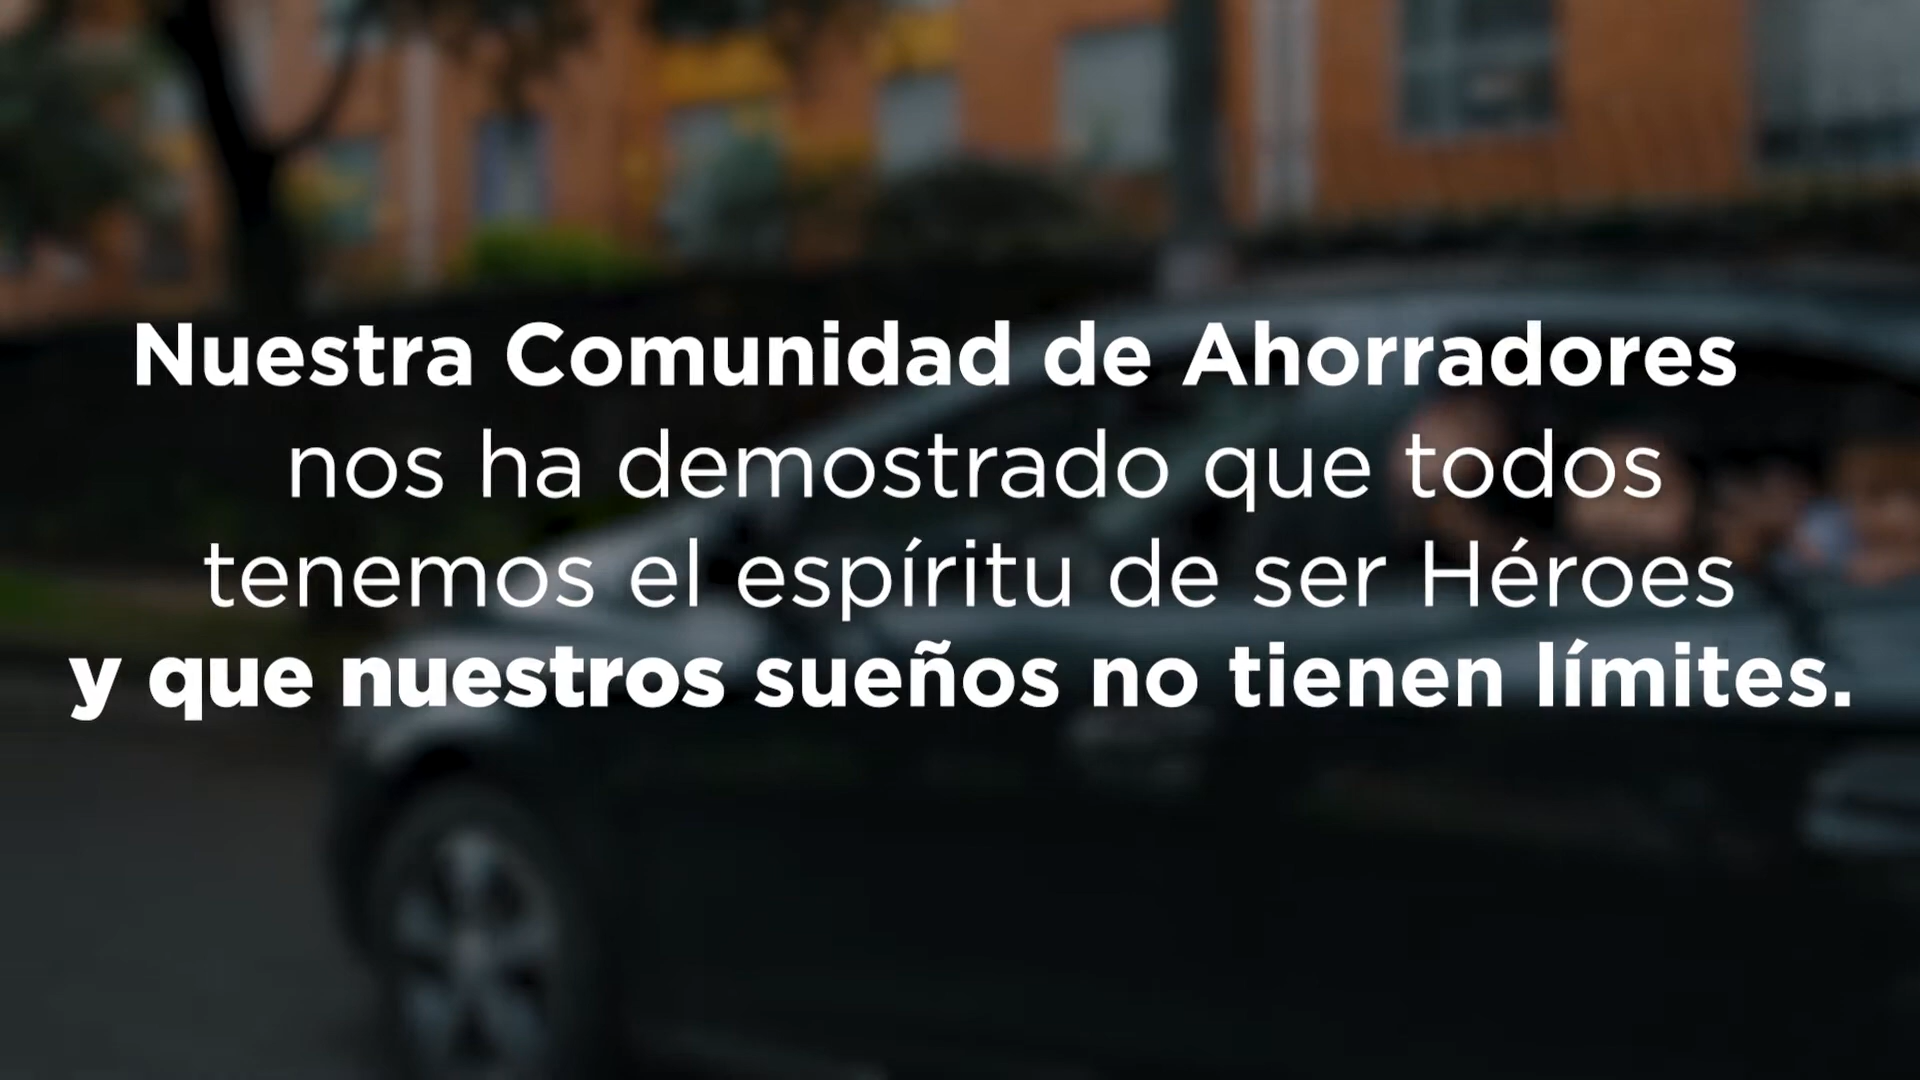 Nuestra Comunidad de Ahorradores
nos ha demostrado que todos
tenemos el espíritu de ser Héroes
y que nuestros sueños no tienen límites.